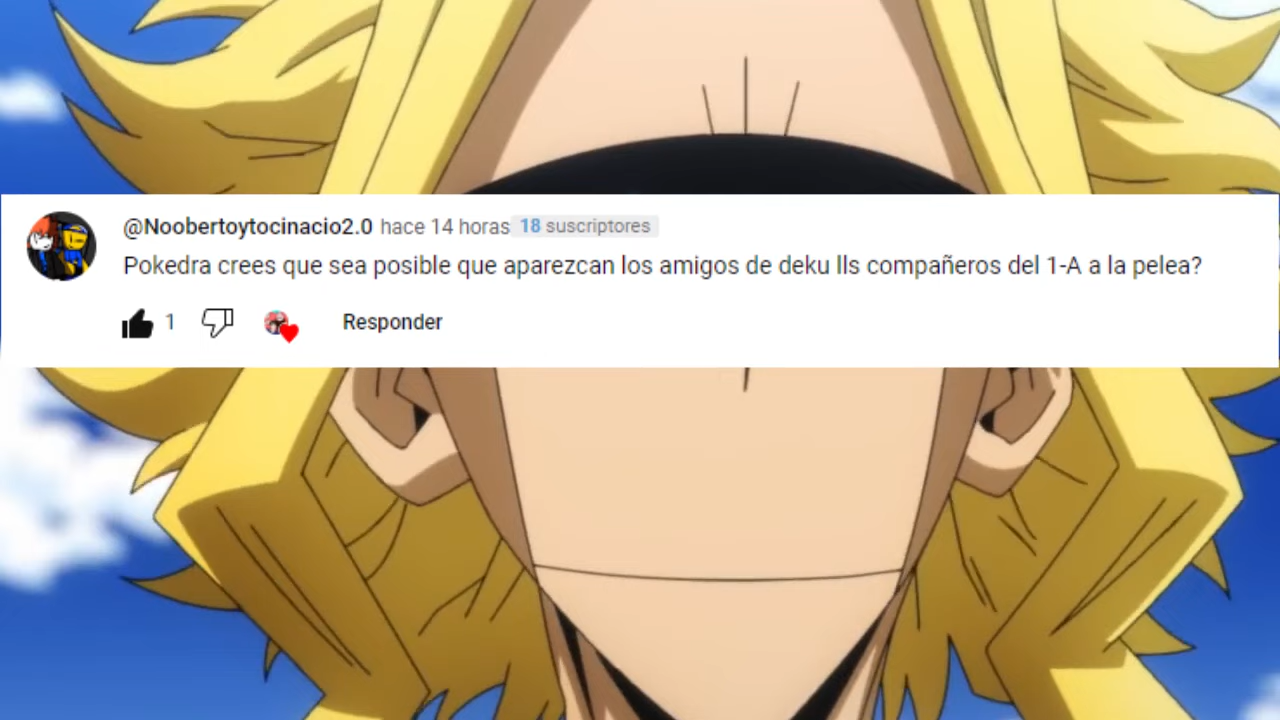 @Noobertoytocinacio2.0 hace 14 horas 18 suscriptores
Pokedra crees que sea posible que aparezcan los amigos de deku lls compañeros del 1-A a la pelea?
1 Responder